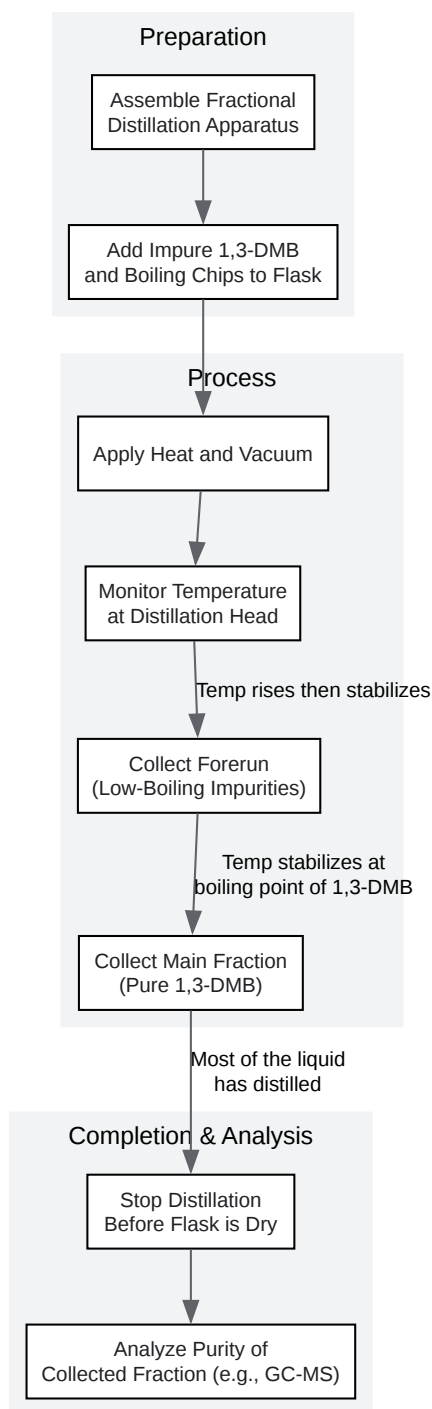 Preparation
Assemble Fractional
Distillation Apparatus
Add Impure 1,3-DMB
and Boiling Chips to Flask
Process
Apply Heat and Vacuum
Monitor Temperature
at Distillation Head
Temp rises then stabilizes
Collect Forerun
(Low-Boiling Impurities)
Temp stabilizes at
boiling point of 1,3-DMB
Collect Main Fraction
(Pure 1,3-DMB)
Most of the liquid
has distilled
Completion & Analysis
Stop Distillation
Before Flask is Dry
Analyze Purity of
Collected Fraction (e.g., GC-MS)